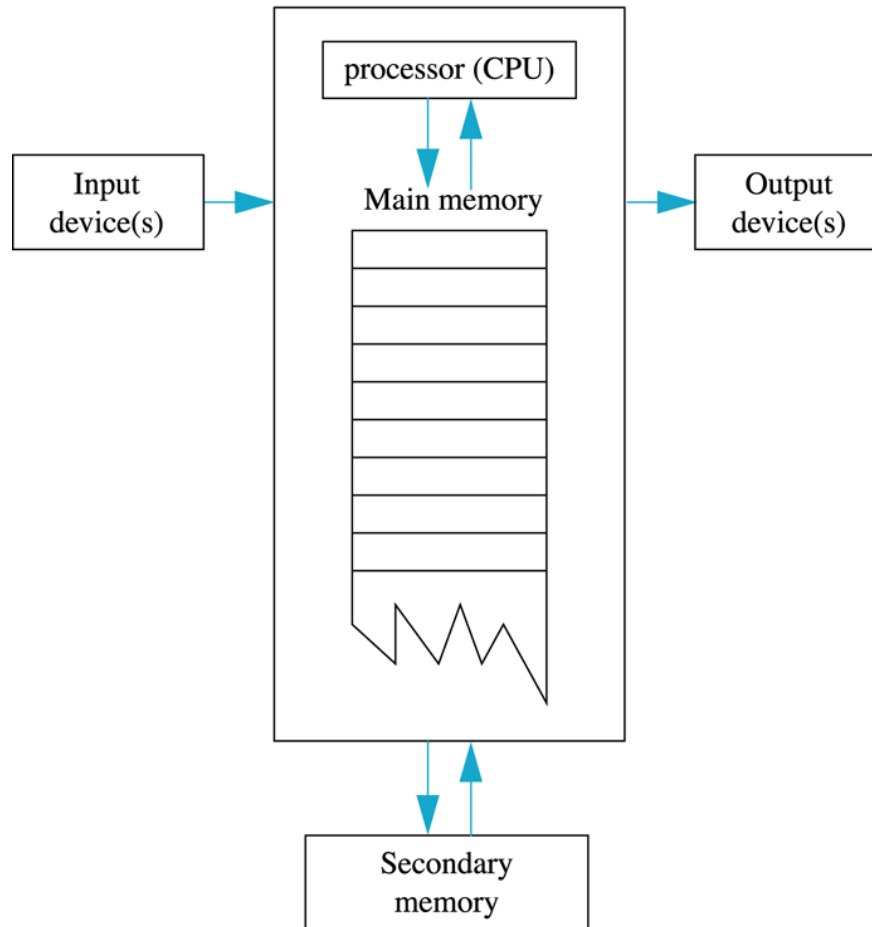 processor (CPU)
Input
device(s)
Main memory
Output
device(s)
Secondary
memory